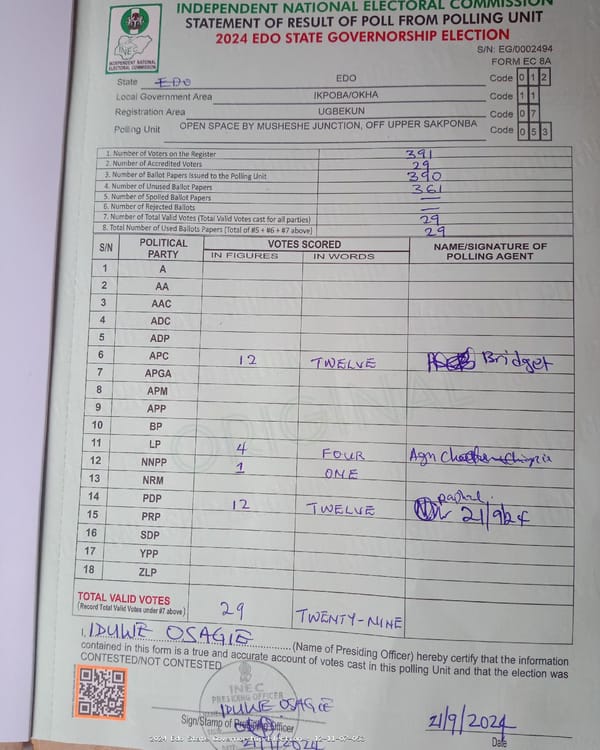 INDEPENDENT NATIONAL ELECTORAL COMMISSION
STATEMENT OF RESULT OF POLL FROM POLLING UNIT
2024 EDO STATE GOVERNORSHIP ELECTION
INEC
INDEPENDENT NATIONAL ELECTORAL COMMISSION
S/N: EG/0002494
FORM EC 8A
State EDO EDO Code 0 1 2
Local Government Area IKPOBA/OKHA Code 1 1
Registration Area UGBEKUN Code 0 7
Polling Unit OPEN SPACE BY MUSHESHE JUNCTION, OFF UPPER SAKPONBA Code 0 5 3
1. Number of Voters on the Register 391
2. Number of Accredited Voters 29
3. Number of Ballot Papers Issued to the Polling Unit 390
4. Number of Unused Ballot Papers 361
5. Number of Spoiled Ballot Papers —
6. Number of Rejected Ballots —
7. Number of Total Valid Votes (Total Valid Votes cast for all parties) 29
8. Total Number of Used Ballots Papers (Total of #5 + #6 + #7 above) 29
S/N POLITICAL PARTY VOTES SCORED NAME/SIGNATURE OF POLLING AGENT
IN FIGURES IN WORDS
1 A
2 AA
3 AAC
4 ADC
5 ADP
6 APC 12 TWELVE Bridget
7 APGA
8 APM
9 APP
10 BP
11 LP 4 FOUR
12 NNPP 1 ONE
13 NRM
14 PDP 12 TWELVE 21/9/24
15 PRP
16 SDP
17 YPP
18 ZLP
ORIGINAL
TOTAL VALID VOTES
(Record Total Valid Votes under #7 above) 29 TWENTY-NINE
I, IDUWE OSAGIE (Name of Presiding Officer) hereby certify that the information
contained in this form is a true and accurate account of votes cast in this polling Unit and that the election was
CONTESTED/NOT CONTESTED
INEC
PRESIDING OFFICER
IDUWE OSAGIE
Sign/Stamp of Presiding Officer
21/9/2024
21/9/2024
Date
2024 Edo State Governorship Election - 12-11-07-053